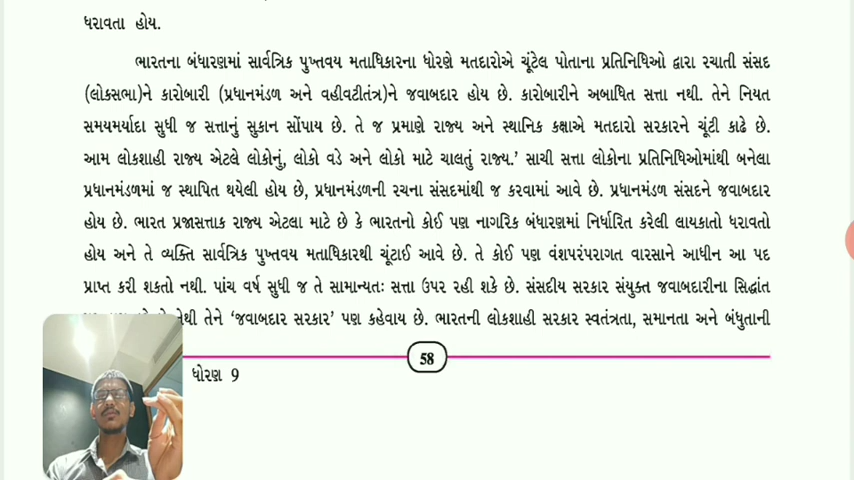 ધરાવતા હોય.
ભારતના બંધારણમાં સાર્વત્રિક પુખ્તવય મતાધિકારના ધોરણે મતદારોએ ચૂંટેલ પોતાના પ્રતિનિધિઓ દ્વારા રચાતી સંસદ
(લોકસભા)ને કારોબારી (પ્રધાનમંડળ અને વહીવટીતંત્ર)ને જવાબદાર હોય છે. કારોબારીને અબાધિત સત્તા નથી. તેને નિયત
સમયમર્યાદા સુધી જ સત્તાનું સુકાન સોંપાય છે. તે જ પ્રમાણે રાજ્ય અને સ્થાનિક કક્ષાએ મતદારો સરકારને ચૂંટી કાઢે છે.
આમ લોકશાહી રાજ્ય એટલે લોકોનું, લોકો વડે અને લોકો માટે ચાલતું રાજ્ય.’ સાચી સત્તા લોકોના પ્રતિનિધિઓમાંથી બનેલા
પ્રધાનમંડળમાં જ સ્થાપિત થયેલી હોય છે, પ્રધાનમંડળની રચના સંસદમાંથી જ કરવામાં આવે છે. પ્રધાનમંડળ સંસદને જવાબદાર
હોય છે. ભારત પ્રજાસત્તાક રાજ્ય એટલા માટે છે કે ભારતનો કોઈ પણ નાગરિક બંધારણમાં નિર્ધારિત કરેલી લાયકાતો ધરાવતો
હોય અને તે વ્યક્તિ સાર્વત્રિક પુખ્તવય મતાધિકારથી ચૂંટાઈ આવે છે. તે કોઈ પણ વંશપરંપરાગત વારસાને આધીન આ પદ
પ્રાપ્ત કરી શકતો નથી. પાંચ વર્ષ સુધી જ તે સામાન્યતઃ સત્તા ઉપર રહી શકે છે. સંસદીય સરકાર સંયુક્ત જવાબદારીના સિદ્ધાંત
તેને ‘જવાબદાર સરકાર’ પણ કહેવાય છે. ભારતની લોકશાહી સરકાર સ્વતંત્રતા, સમાનતા અને બંધુતાની
58
ધોરણ 9